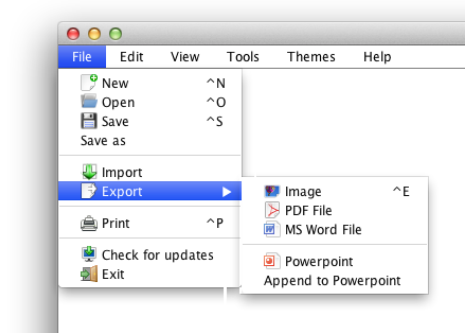 File Edit View Tools Themes Help
New ^N
Open ^O
Save ^S
Save as
Import
Export
Image ^E
PDF File
MS Word File
Powerpoint
Append to Powerpoint
Print ^P
Check for updates
Exit